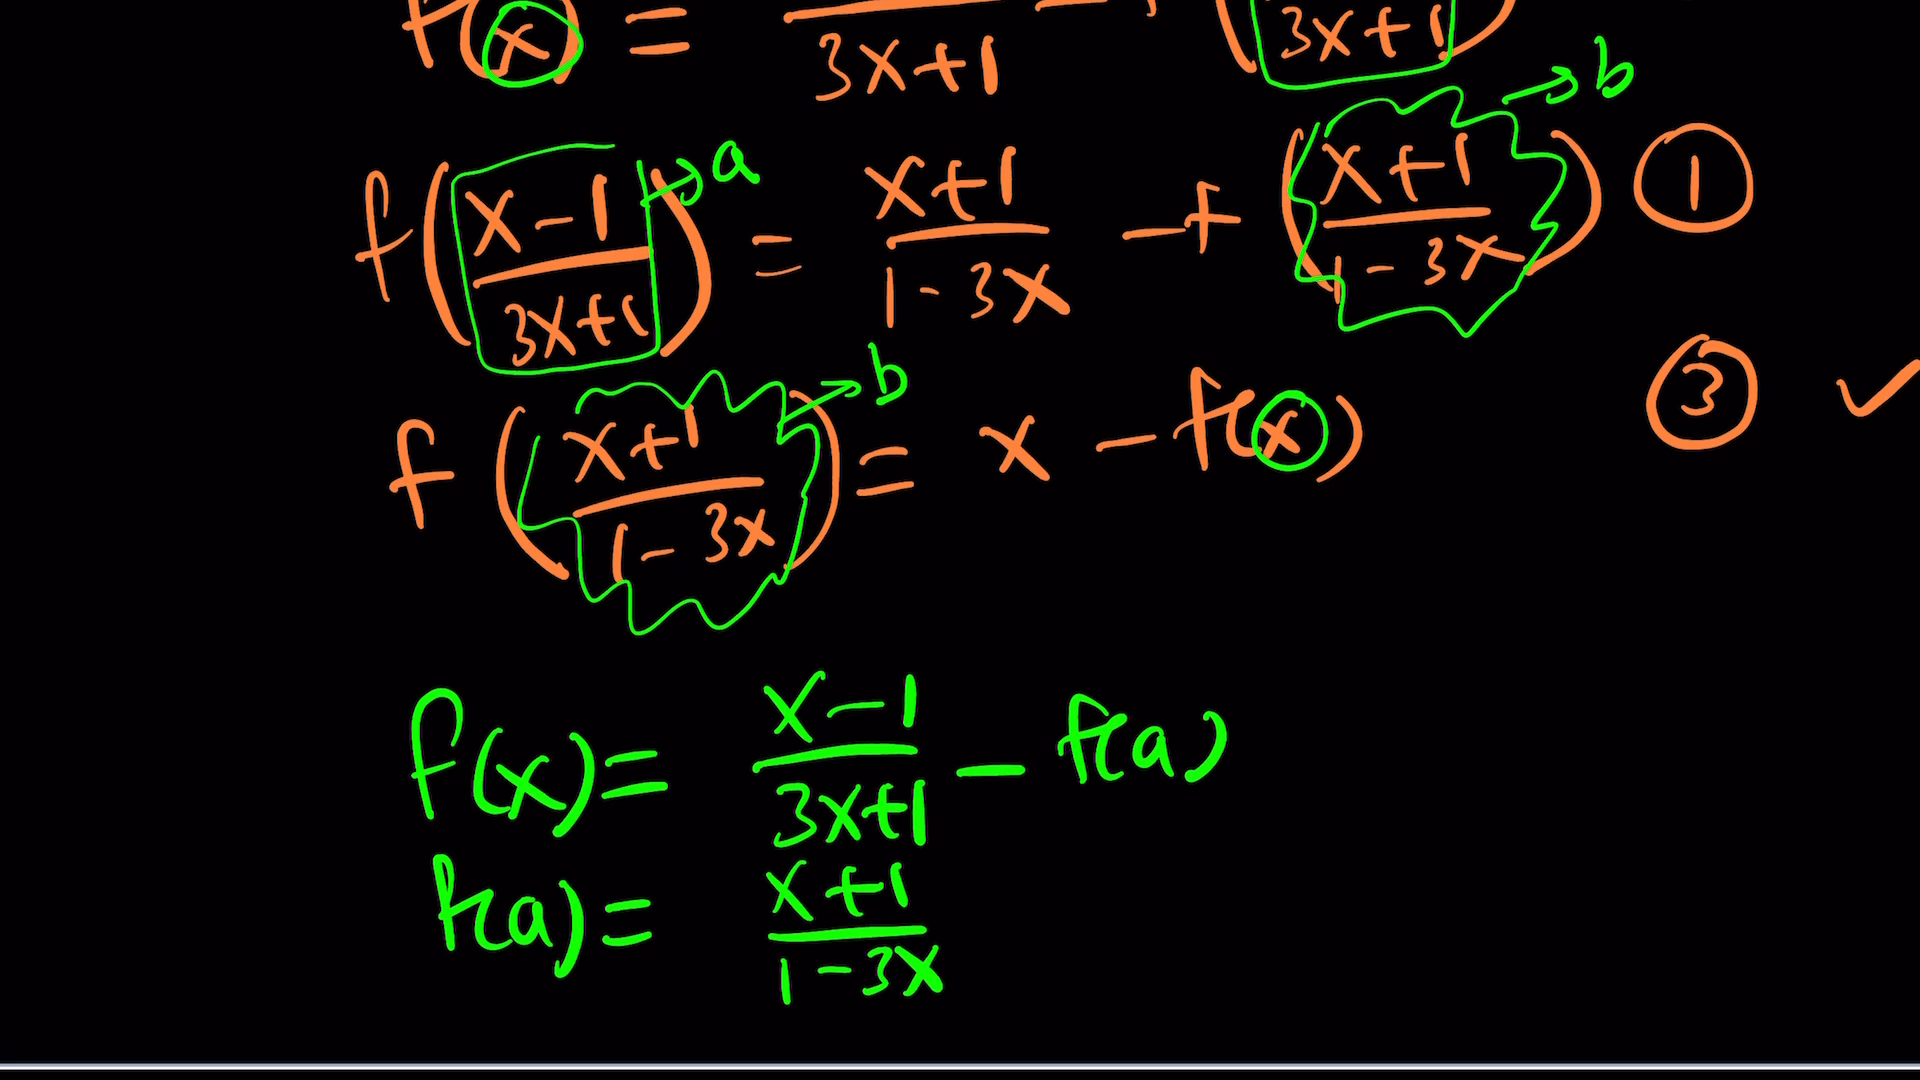 f(x) = ―/(3x+1) − f(―/(3x+1))
f((x-1)/(3x+1)) → a = (x+1)/(1-3x) − f((x+1)/(1-3x)) → b ①
f((x+1)/(1-3x)) → b = x − f(x) ③ ✓
f(x) = (x-1)/(3x+1) − f(a)
f(a) = (x+1)/(1-3x)